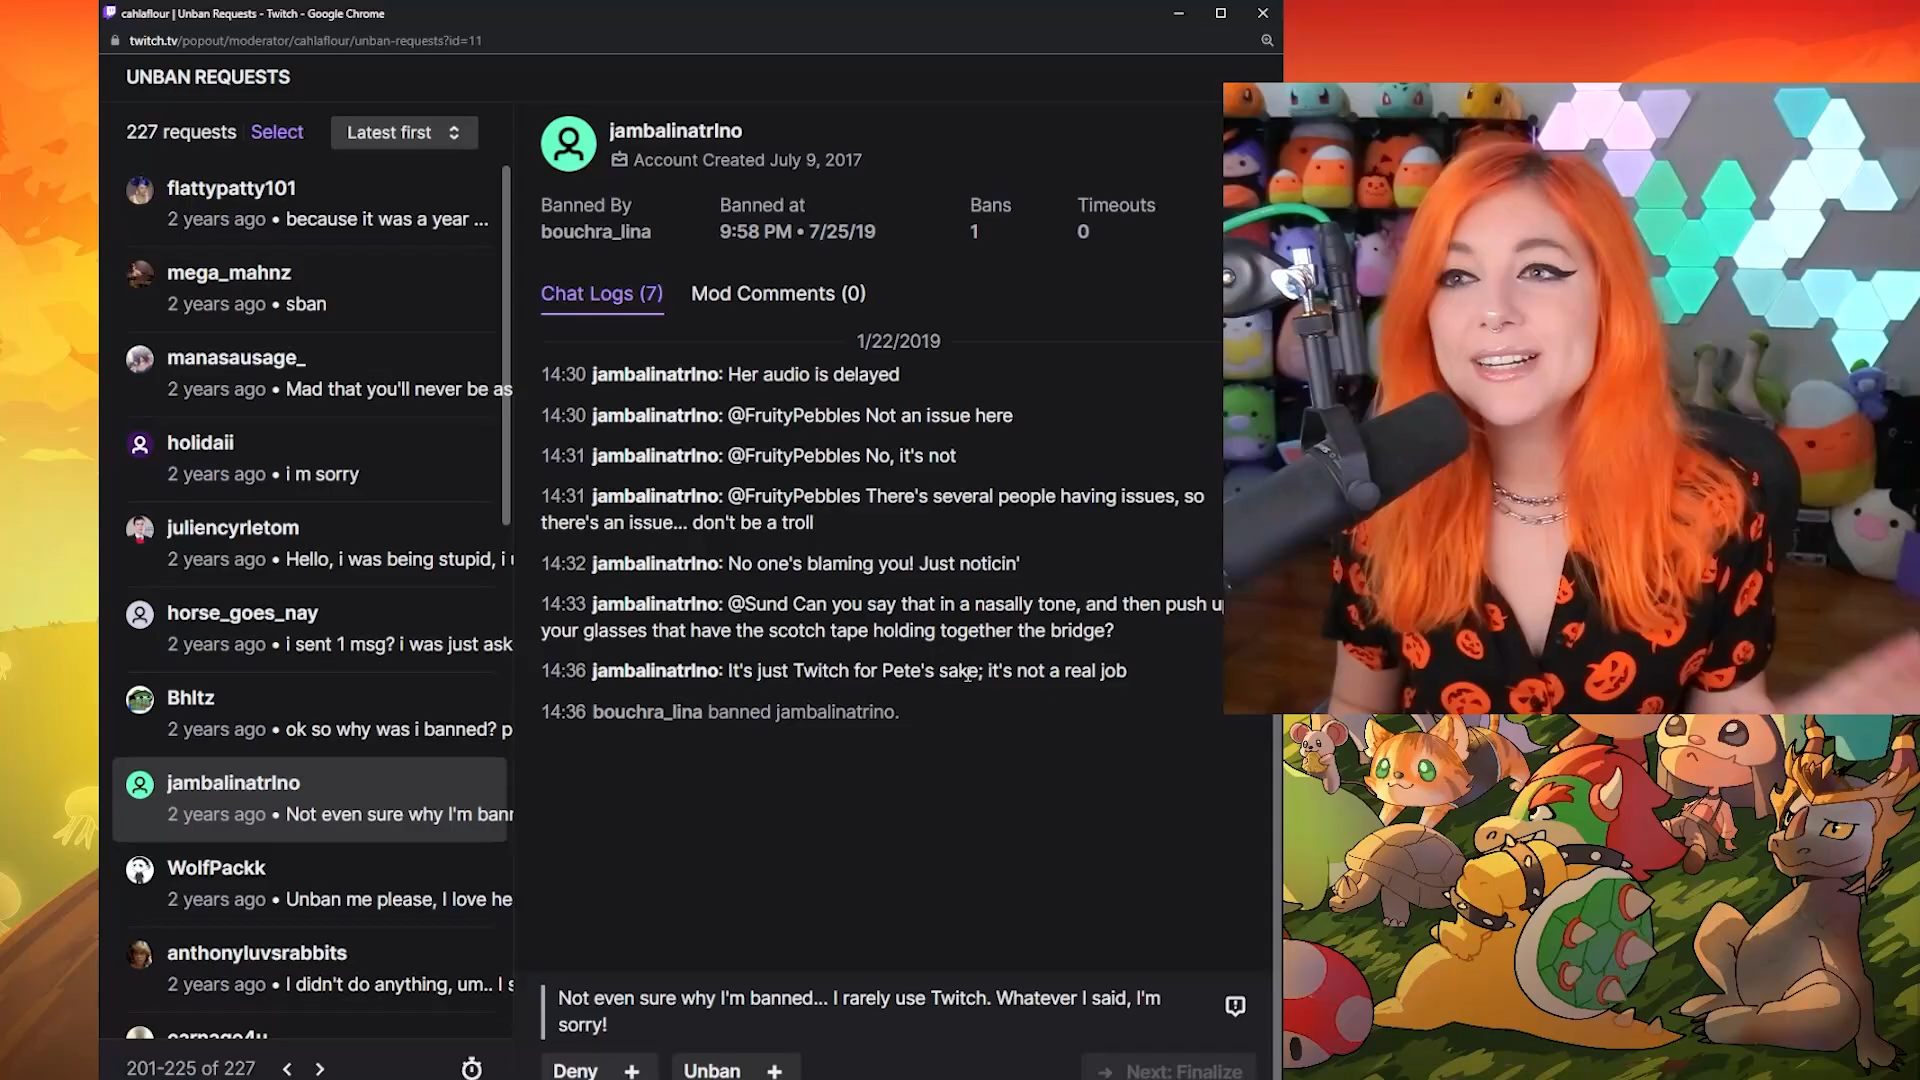 cahlaflour | Unban Requests - Twitch - Google Chrome
twitch.tv/popout/moderator/cahlaflour/unban-requests?id=11
UNBAN REQUESTS
227 requests Select Latest first
flattypatty101
2 years ago • because it was a year ...
mega_mahnz
2 years ago • sban
manasausage_
2 years ago • Mad that you'll never be as
holidaii
2 years ago • i m sorry
juliencyrletom
2 years ago • Hello, i was being stupid, i
horse_goes_nay
2 years ago • i sent 1 msg? i was just ask
Bhltz
2 years ago • ok so why was i banned? p
jambalinatrIno
2 years ago • Not even sure why I'm bann
WolfPackk
2 years ago • Unban me please, I love he
anthonyluvsrabbits
2 years ago • I didn't do anything, um.. I s
201-225 of 227
jambalinatrIno
Account Created July 9, 2017
Banned By Banned at Bans Timeouts
bouchra_lina 9:58 PM • 7/25/19 1 0
Chat Logs (7) Mod Comments (0)
1/22/2019
14:30 jambalinatrIno: Her audio is delayed
14:30 jambalinatrIno: @FruityPebbles Not an issue here
14:31 jambalinatrIno: @FruityPebbles No, it's not
14:31 jambalinatrIno: @FruityPebbles There's several people having issues, so
there's an issue... don't be a troll
14:32 jambalinatrIno: No one's blaming you! Just noticin'
14:33 jambalinatrIno: @Sund Can you say that in a nasally tone, and then push u
your glasses that have the scotch tape holding together the bridge?
14:36 jambalinatrIno: It's just Twitch for Pete's sake; it's not a real job
14:36 bouchra_lina banned jambalinatrino.
Not even sure why I'm banned... I rarely use Twitch. Whatever I said, I'm
sorry!
Deny + Unban + → Next: Finalize